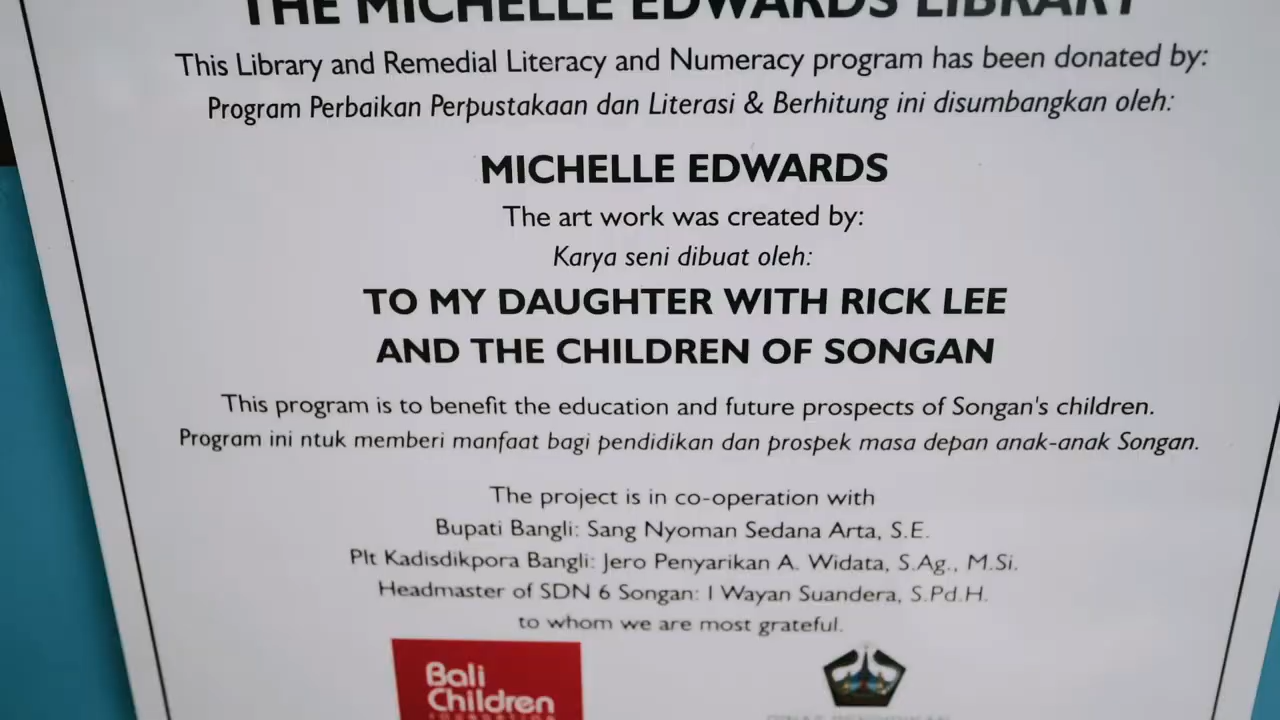 THE MICHELLE EDWARDS LIBRARY
This Library and Remedial Literacy and Numeracy program has been donated by:
Program Perbaikan Perpustakaan dan Literasi & Berhitung ini disumbangkan oleh:
MICHELLE EDWARDS
The art work was created by:
Karya seni dibuat oleh:
TO MY DAUGHTER WITH RICK LEE
AND THE CHILDREN OF SONGAN
This program is to benefit the education and future prospects of Songan's children.
Program ini ntuk memberi manfaat bagi pendidikan dan prospek masa depan anak-anak Songan.
The project is in co-operation with
Bupati Bangli: Sang Nyoman Sedana Arta, S.E.
Plt Kadisdikpora Bangli: Jero Penyarikan A. Widata, S.Ag., M.Si.
Headmaster of SDN 6 Songan: I Wayan Suandera, S.Pd.H.
to whom we are most grateful.
Bali
Children